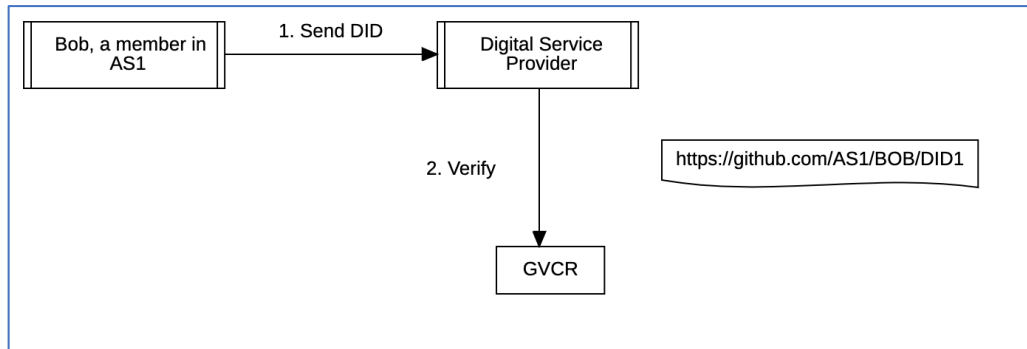 Bob, a member in
AS1
1. Send DID
Digital Service
Provider
2. Verify
https://github.com/AS1/BOB/DID1
GVCR